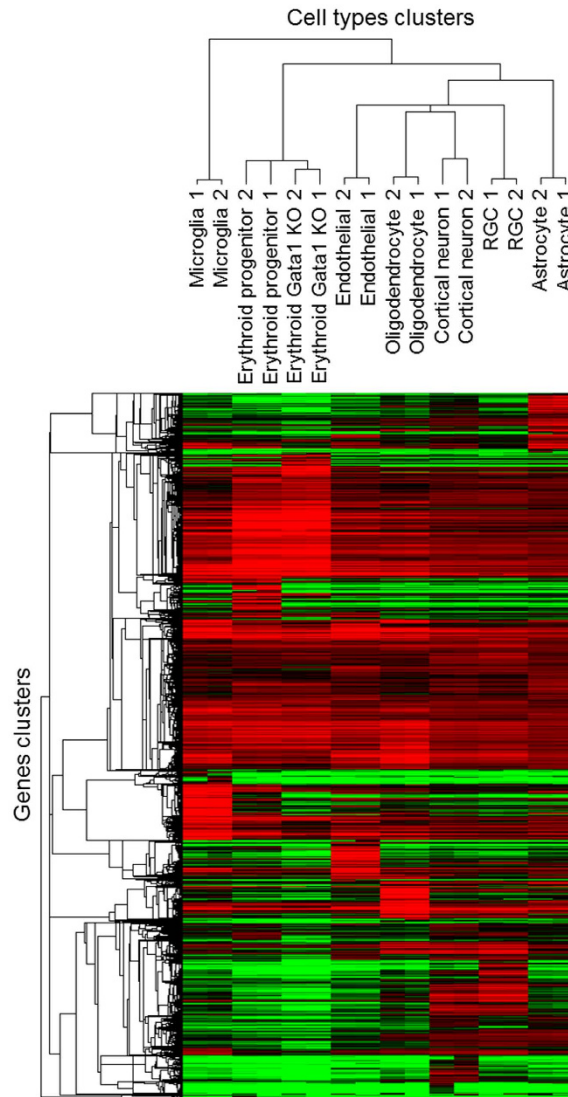 Cell types clusters
Microglia 1
Microglia 2
Erythroid progenitor 2
Erythroid progenitor 1
Erythroid Gata1 KO 2
Erythroid Gata1 KO 1
Endothelial 2
Endothelial 1
Oligodendrocyte 2
Oligodendrocyte 1
Cortical neuron 1
Cortical neuron 2
RGC 1
RGC 2
Astrocyte 2
Astrocyte 1
Genes clusters